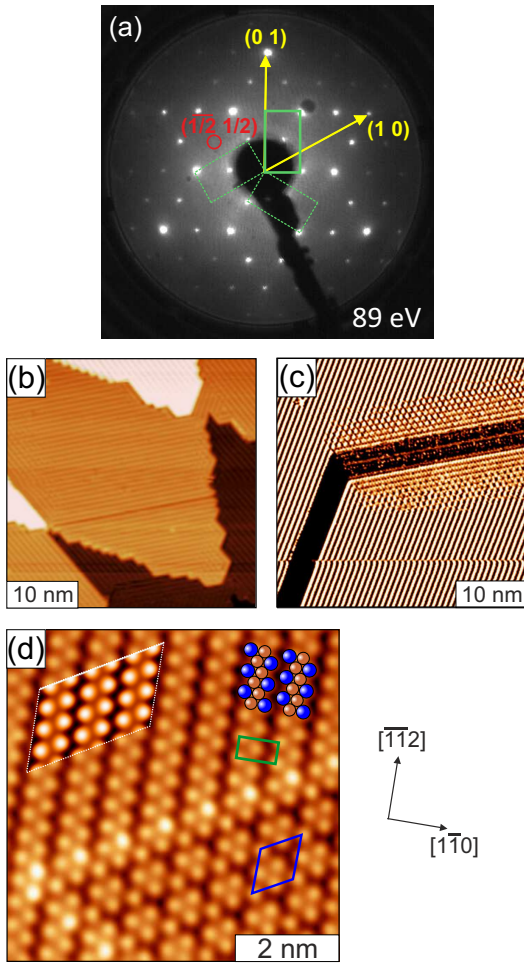 (a)
(0 1)
(1̅/2̅ 1/2)
(1 0)
89 eV
(b)
10 nm
(c)
10 nm
(d)
2 nm
[1̅1̅2]
[11̅0]